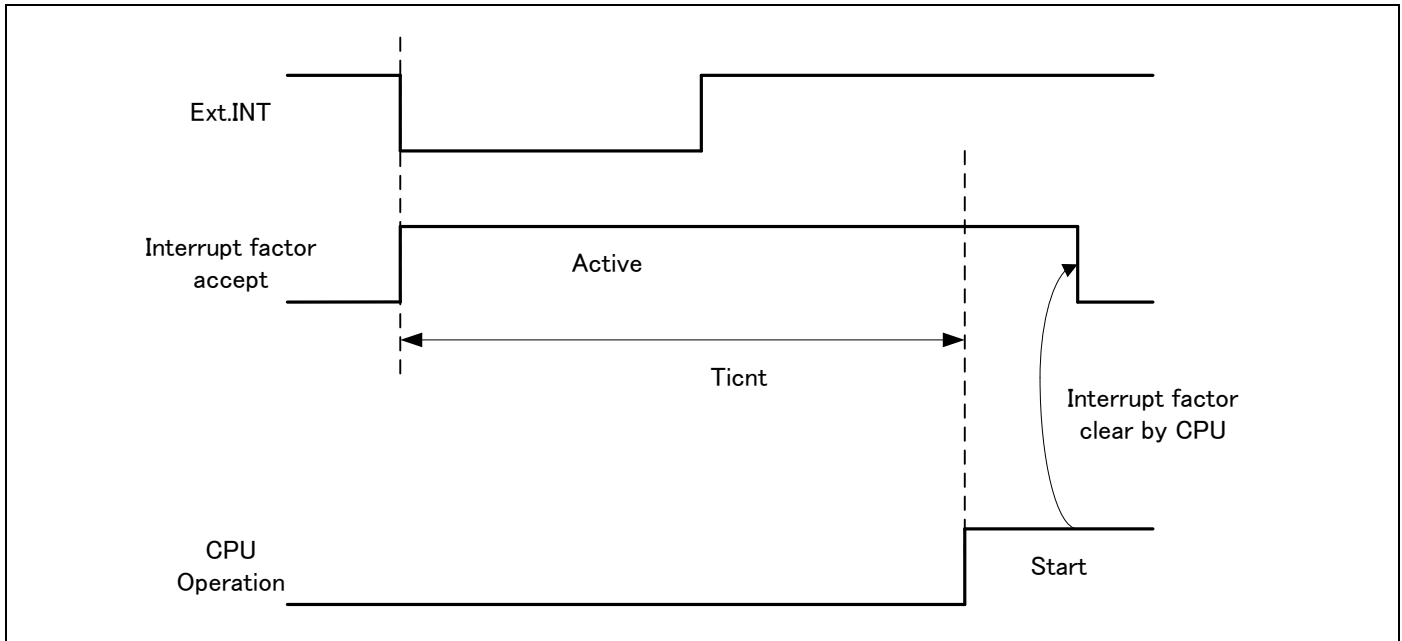 Ext.INT
Interrupt factor
accept
Active
Ticnt
Interrupt factor
clear by CPU
CPU
Operation
Start